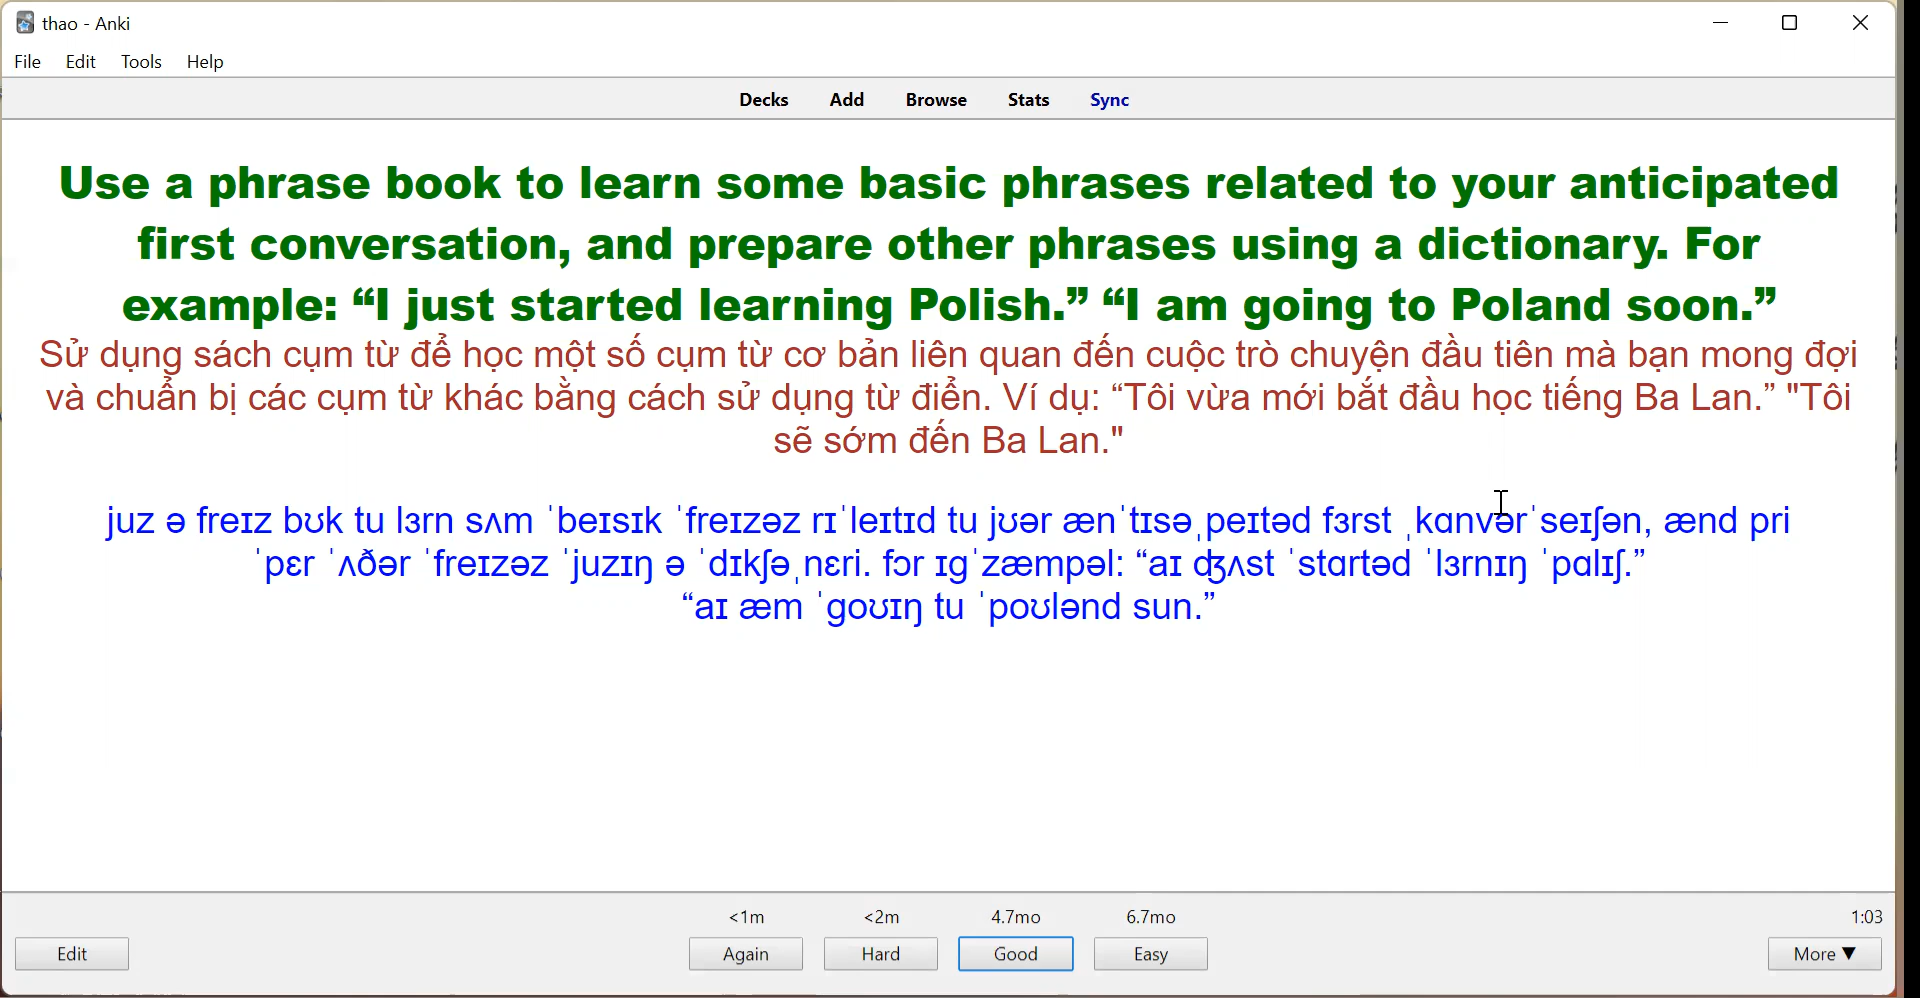 thao - Anki
File Edit Tools Help
Decks Add Browse Stats Sync
Use a phrase book to learn some basic phrases related to your anticipated
first conversation, and prepare other phrases using a dictionary. For
example: “I just started learning Polish.” “I am going to Poland soon.”
Sử dụng sách cụm từ để học một số cụm từ cơ bản liên quan đến cuộc trò chuyện đầu tiên mà bạn mong đợi
và chuẩn bị các cụm từ khác bằng cách sử dụng từ điển. Ví dụ: “Tôi vừa mới bắt đầu học tiếng Ba Lan.” "Tôi
sẽ sớm đến Ba Lan."
juz ə freɪz bʊk tu lɜrn sʌm ˈbeɪsɪk ˈfreɪzəz rɪˈleɪtɪd tu jʊər ænˈtɪsəˌpeɪtəd fɜrst ˌkɑnvərˈseɪʃən, ænd pri
ˈpɛr ˈʌðər ˈfreɪzəz ˈjuzɪŋ ə ˈdɪkʃəˌnɛri. fɔr ɪgˈzæmpəl: “aɪ ʤʌst ˈstɑrtəd ˈlɜrnɪŋ ˈpɑlɪʃ.”
“aɪ æm ˈgoʊɪŋ tu ˈpoʊlənd sun.”
<1m <2m 4.7mo 6.7mo 1:03
Edit Again Hard Good Easy More ▼